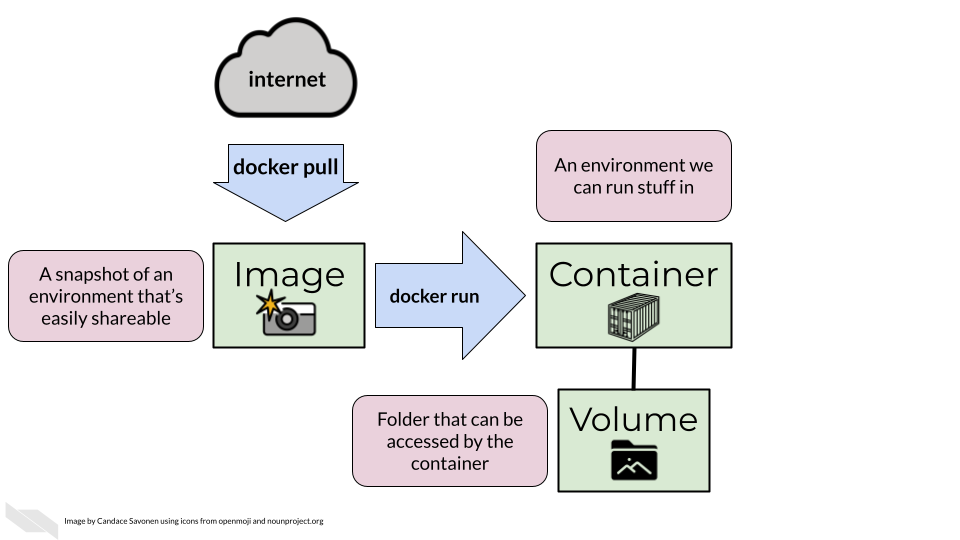 internet
docker pull
An environment we
can run stuff in
A snapshot of an
environment that's
easily shareable
Image
docker run
Container
Folder that can be
accessed by the
container
Volume
Image by Candace Savonen using icons from openmoji and nounproject.org